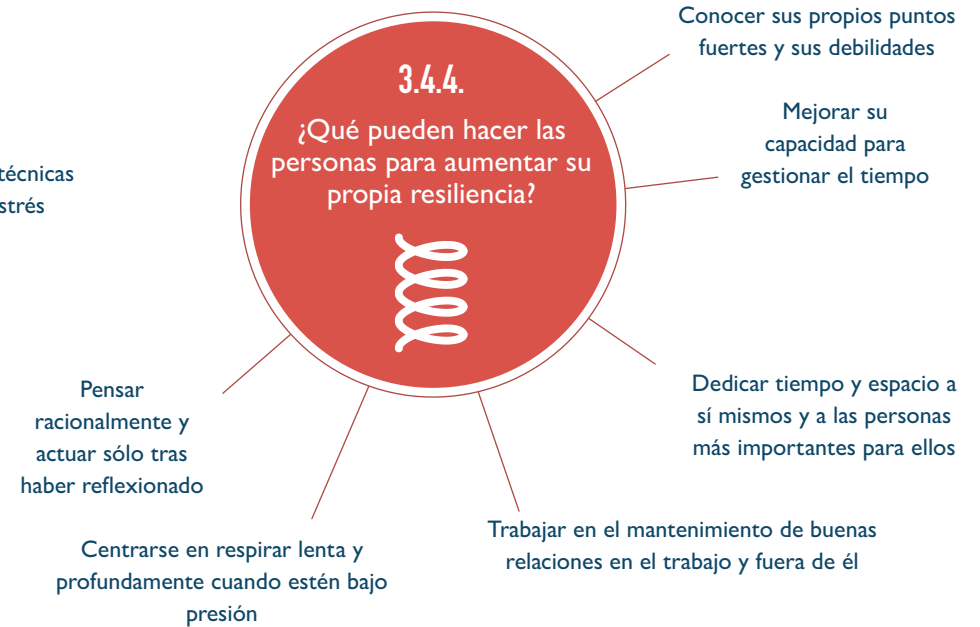 3.4.4.
¿Qué pueden hacer las
personas para aumentar su
propia resiliencia?
Conocer sus propios puntos
fuertes y sus debilidades
Mejorar su
capacidad para
gestionar el tiempo
Dedicar tiempo y espacio a
sí mismos y a las personas
más importantes para ellos
Trabajar en el mantenimiento de buenas
relaciones en el trabajo y fuera de él
Centrarse en respirar lenta y
profundamente cuando estén bajo
presión
Pensar
racionalmente y
actuar sólo tras
haber reflexionado
técnicas
strés